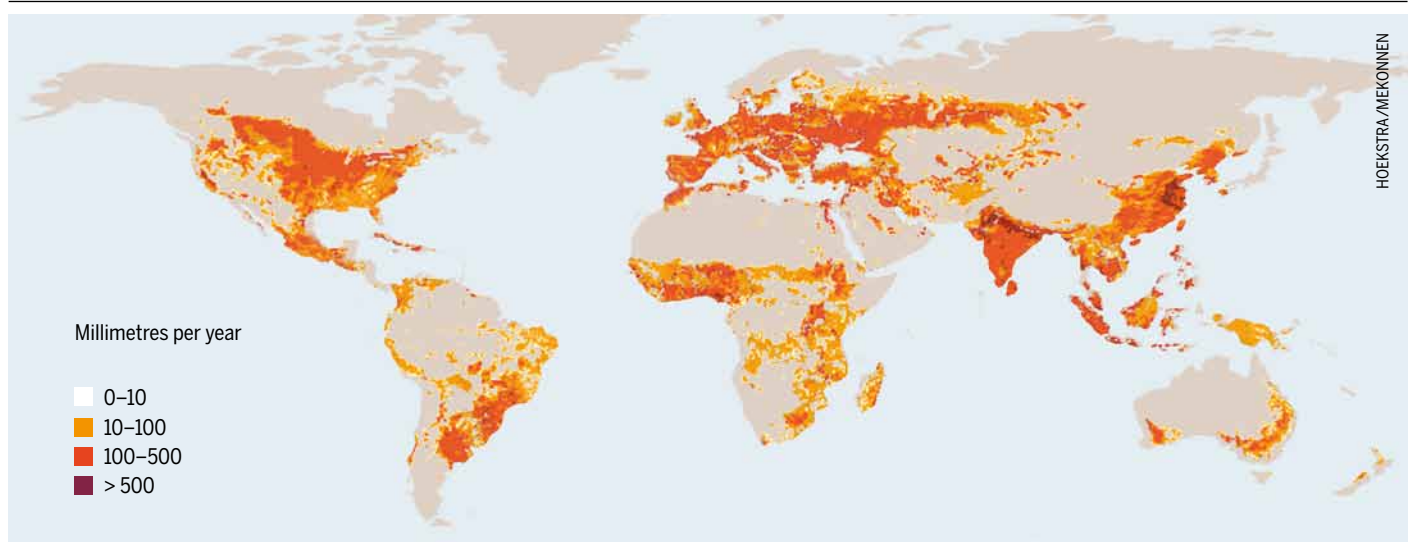 HOEKSTRA/MEKONNEN
Millimetres per year
0–10
10–100
100–500
> 500